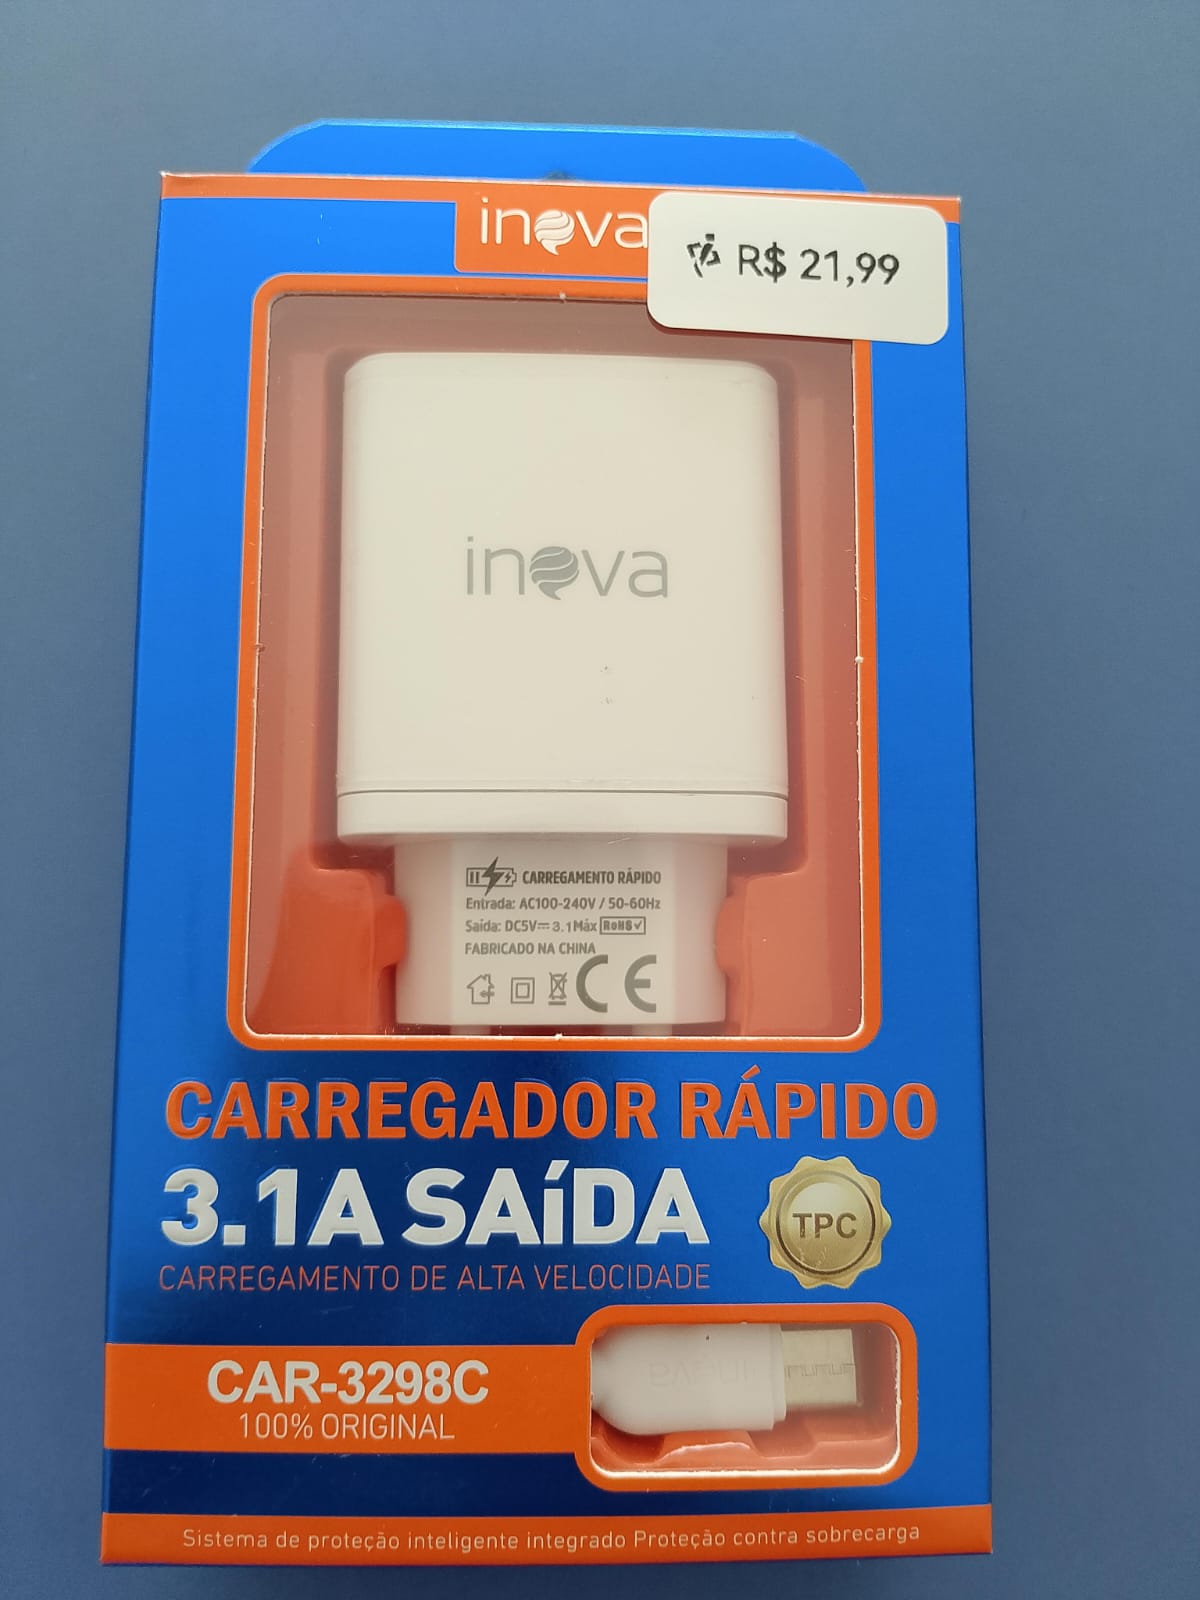 inova
R$ 21,99
inova
CARREGAMENTO RÁPIDO
Entrada: AC100-240V / 50-60Hz
Saída: DC5V⎓3.1Máx RoHS✓
FABRICADO NA CHINA
CE
CARREGADOR RÁPIDO
3.1A SAíDA
TPC
CARREGAMENTO DE ALTA VELOCIDADE
CAR-3298C
100% ORIGINAL
inova
Sistema de proteção inteligente integrado Proteção contra sobrecarga